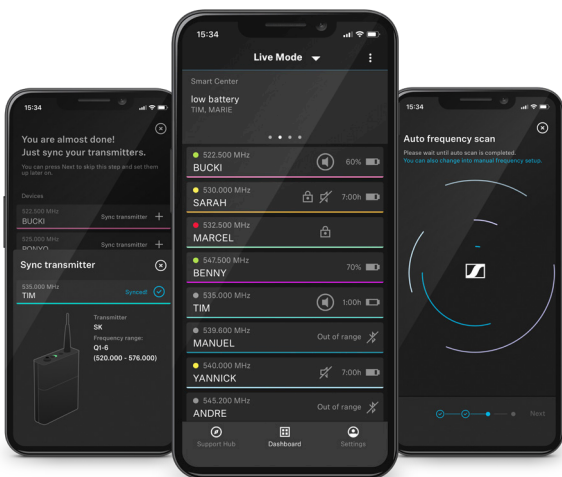 15:34
You are almost done!
Just sync your transmitters.
You can press Next to skip this step and set them
up later on.
Devices
522.500 MHz
BUCKI
Sync transmitter
535.000 MHz
Sync transmitter
Sync transmitter
535.000 MHz
TIM
Synced!
Transmitter
SK
Frequency range:
Q1-6
(520.000 - 576.000)
15:34
Live Mode
Smart Center
low battery
TIM, MARIE
522.500 MHz
BUCKI
60%
530.000 MHz
SARAH
7:00h
532.500 MHz
MARCEL
547.500 MHz
BENNY
70%
535.000 MHz
TIM
1:00h
539.600 MHz
MANUEL
Out of range
540.000 MHz
YANNICK
7:00h
545.200 MHz
ANDRE
Out of range
Support Hub
Dashboard
Settings
15:34
Auto frequency scan
Please wait until auto scan is completed.
You can also change into manual frequency setup.
Next